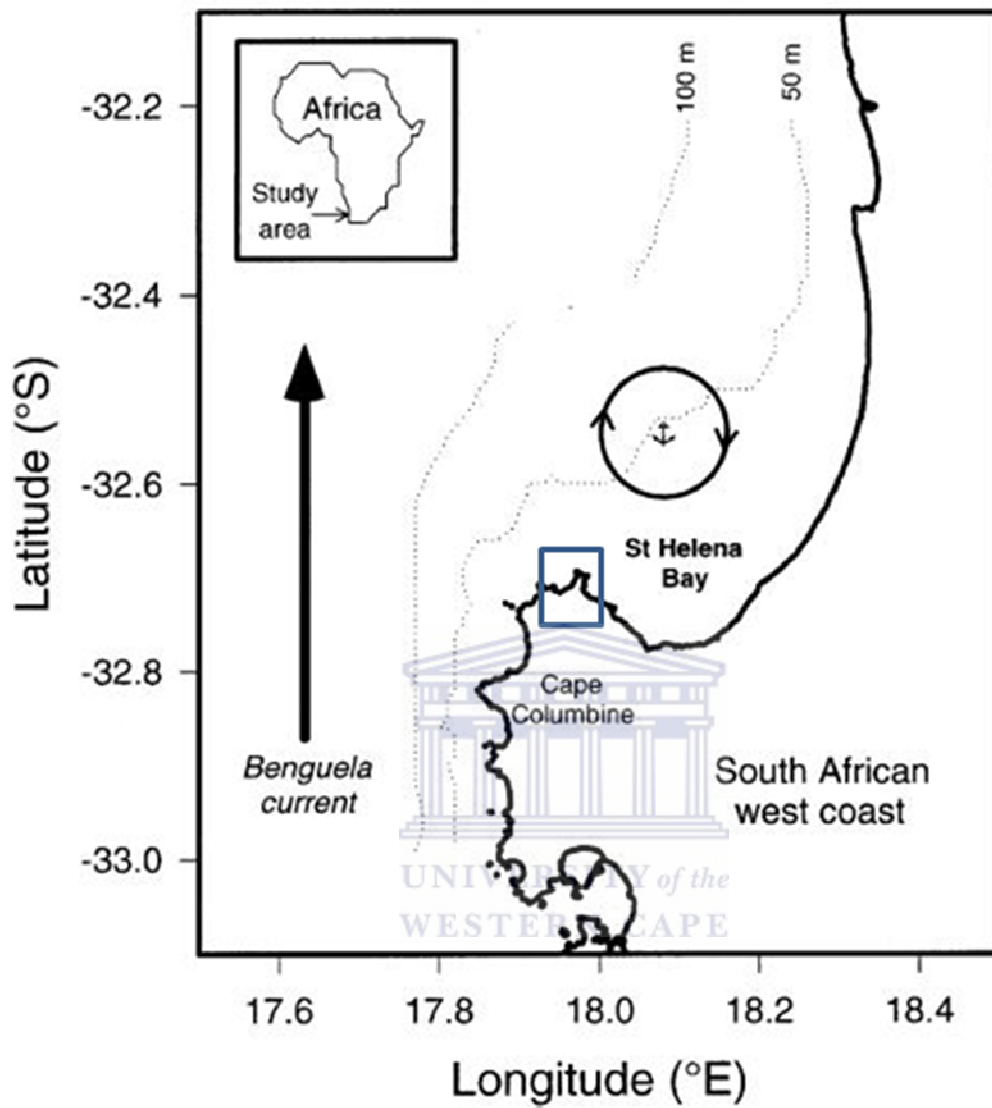 100 m
50 m
Africa
Study
area
-32.2
-32.4
-32.6
-32.8
-33.0
Latitude (°S)
St Helena
Bay
Cape
Columbine
Benguela
current
South African
west coast
UNIVERSITY of the
WESTERN CAPE
17.6
17.8
18.0
18.2
18.4
Longitude (°E)